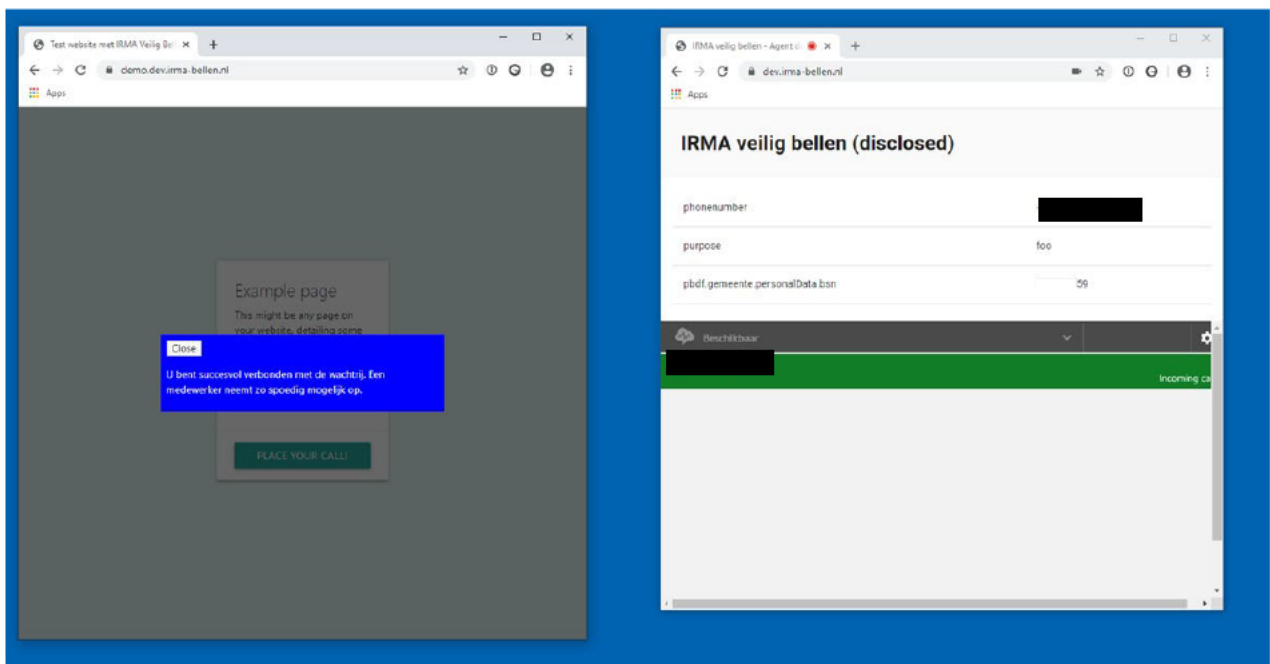 Test website met IRMA Veilig Bel
demo.dev.irma-bellen.nl
Apps
Example page
This might be any page on
your website, detailing some
Close
U bent succesvol verbonden met de wachtrij. Een
medewerker neemt zo spoedig mogelijk op.
PLACE YOUR CALL!
IRMA veilig bellen - Agent d
dev.irma-bellen.nl
Apps
IRMA veilig bellen (disclosed)
phonenumber
purpose foo
pbdf.gemeente.personalData.bsn 59
Beschikbaar
Incoming ca